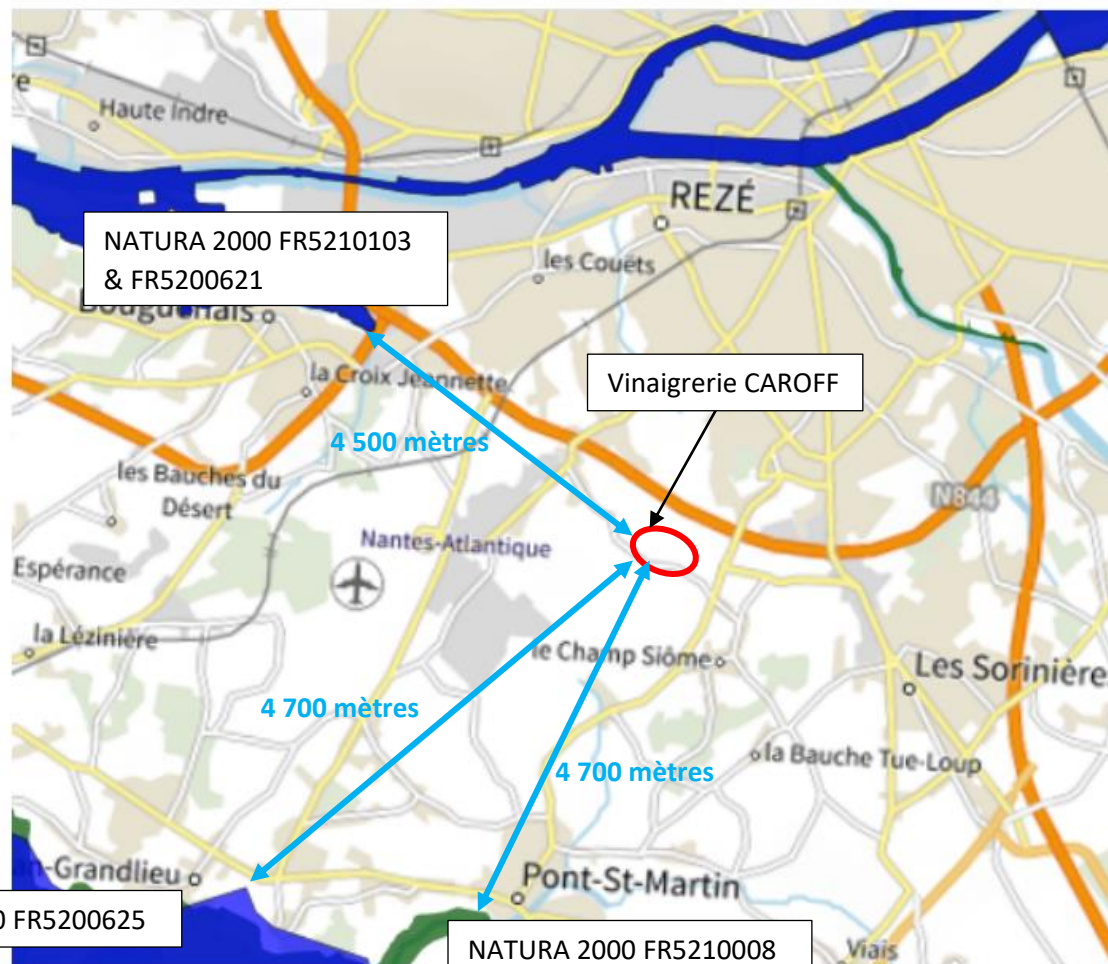 Haute Indre
REZÉ
NATURA 2000 FR5210103
& FR5200621
les Couëts
la Croix Jeannette
Vinaigrerie CAROFF
4 500 mètres
les Bauches du
Désert
N844
Nantes-Atlantique
Espérance
la Lézinière
le Champ Siôme
Les Sorinière
4 700 mètres
la Bauche Tue-Loup
4 700 mètres
an-Grandlieu
Pont-St-Martin
0 FR5200625
NATURA 2000 FR5210008
Viais